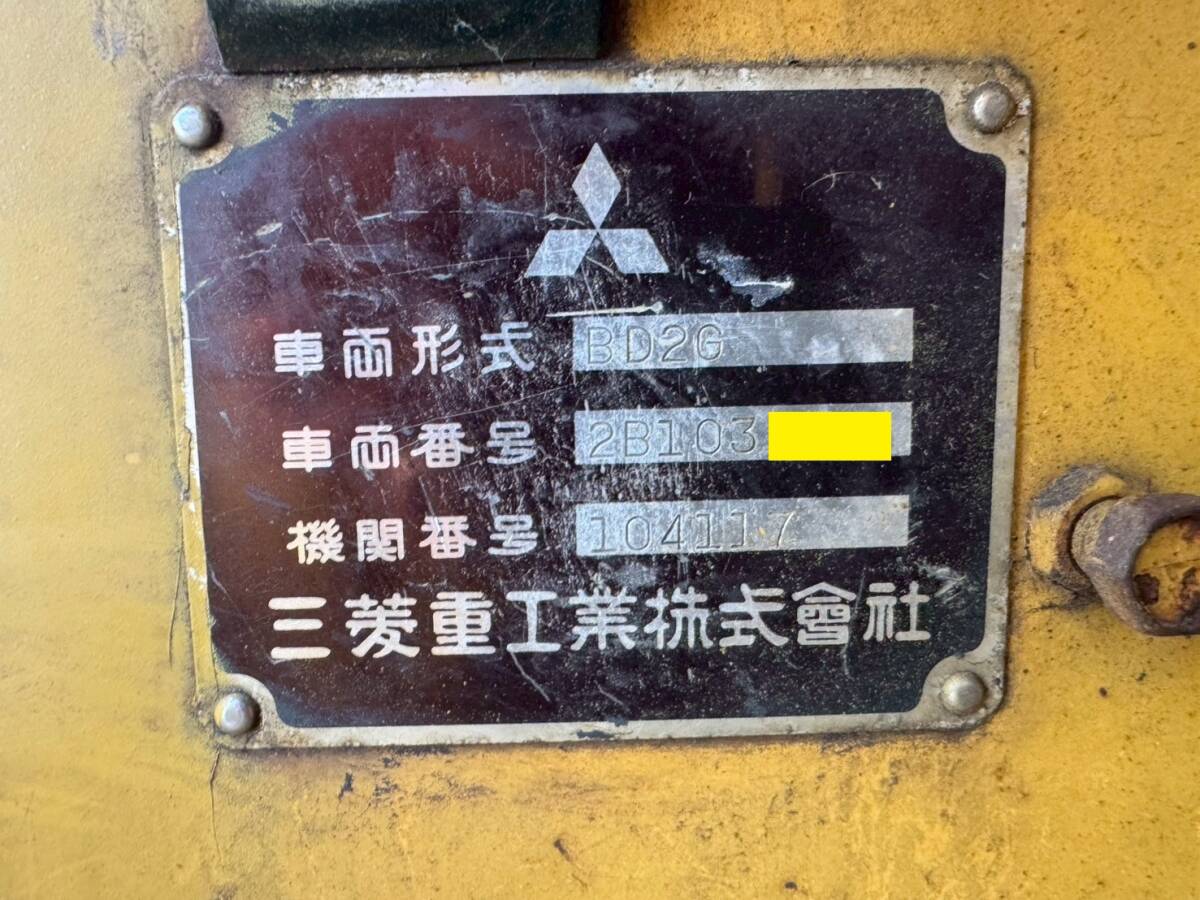 車両形式 BD2G
車両番号 2B103
機関番号 104117
三菱重工業株式會社